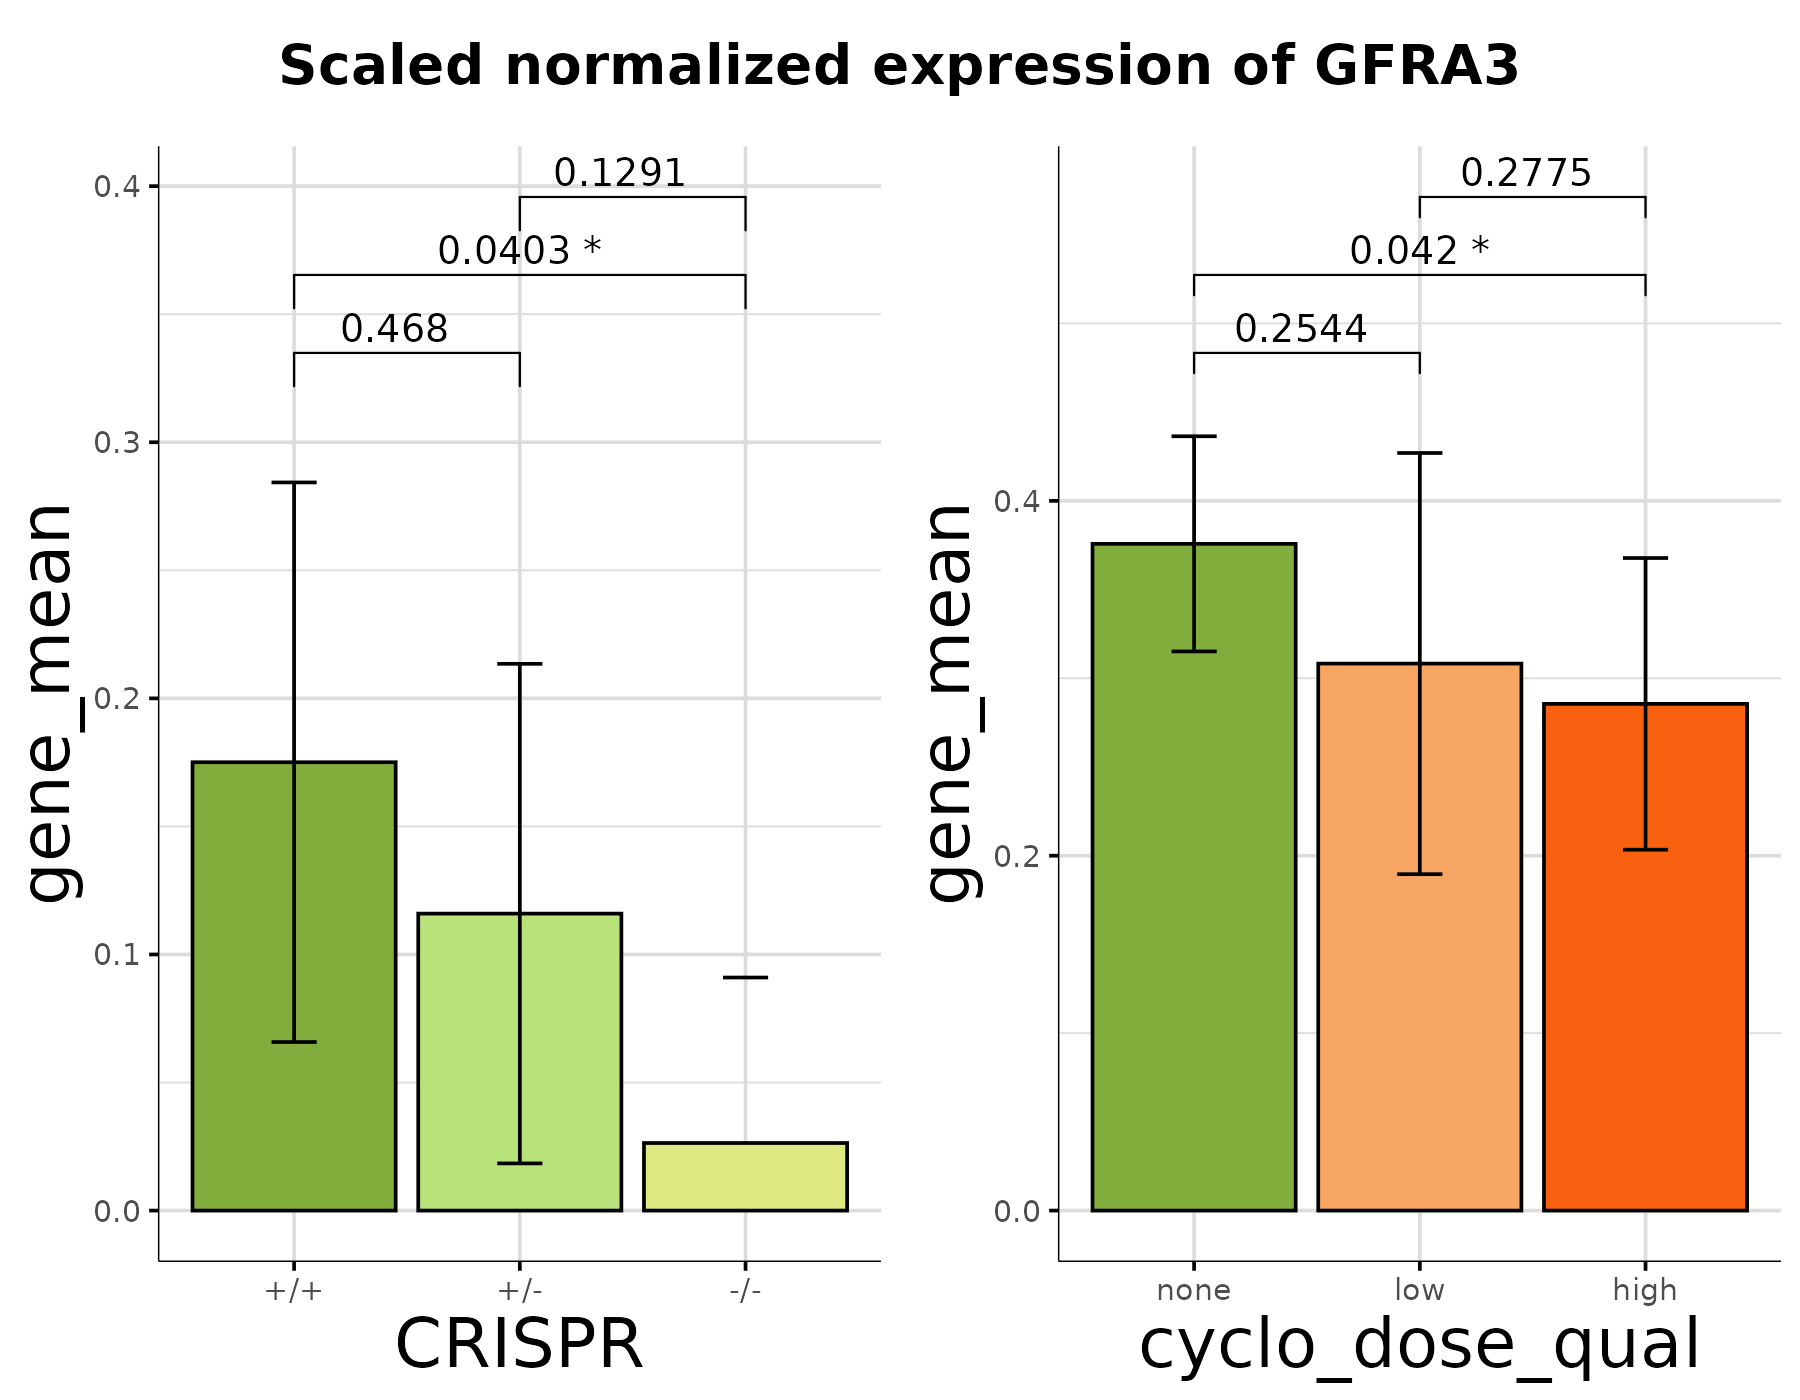 Scaled normalized expression of GFRA3
gene_mean
0.4
0.3
0.2
0.1
0.0
0.1291
0.0403 *
0.468
+/+
+/-
-/-
CRISPR
gene_mean
0.4
0.2
0.0
0.2775
0.042 *
0.2544
none
low
high
cyclo_dose_qual